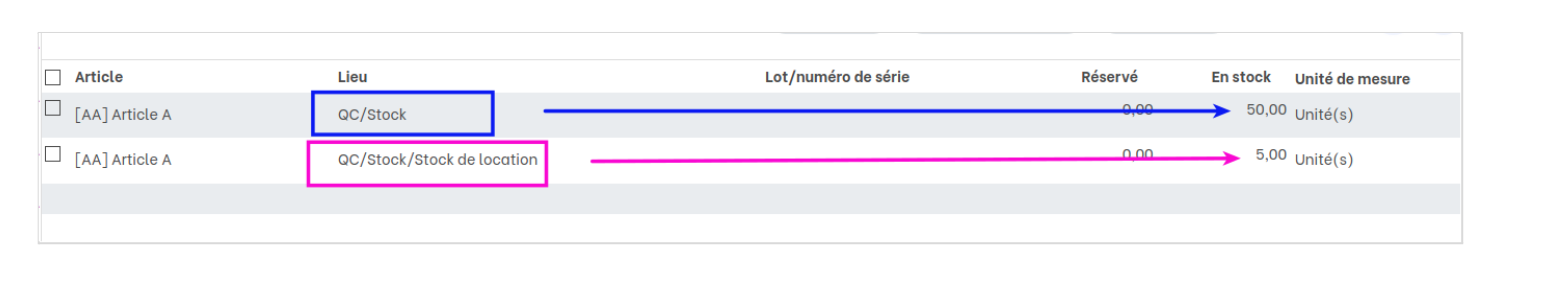 Article Lieu Lot/numéro de série Réservé En stock Unité de mesure
[AA] Article A QC/Stock 0,00 50,00 Unité(s)
[AA] Article A QC/Stock/Stock de location 0,00 5,00 Unité(s)